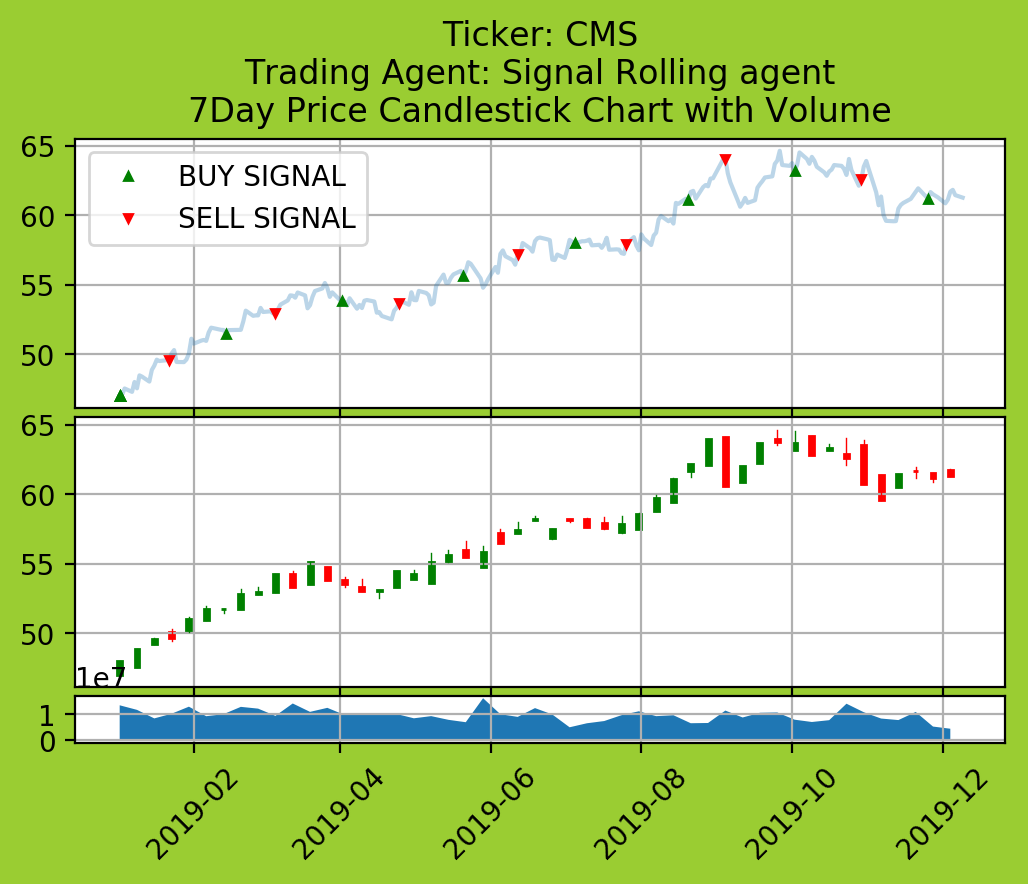 Ticker: CMS
Trading Agent: Signal Rolling agent
7Day Price Candlestick Chart with Volume
65
60
55
50
BUY SIGNAL
SELL SIGNAL
65
60
55
50
1e7
1
0
2019-02
2019-04
2019-06
2019-08
2019-10
2019-12